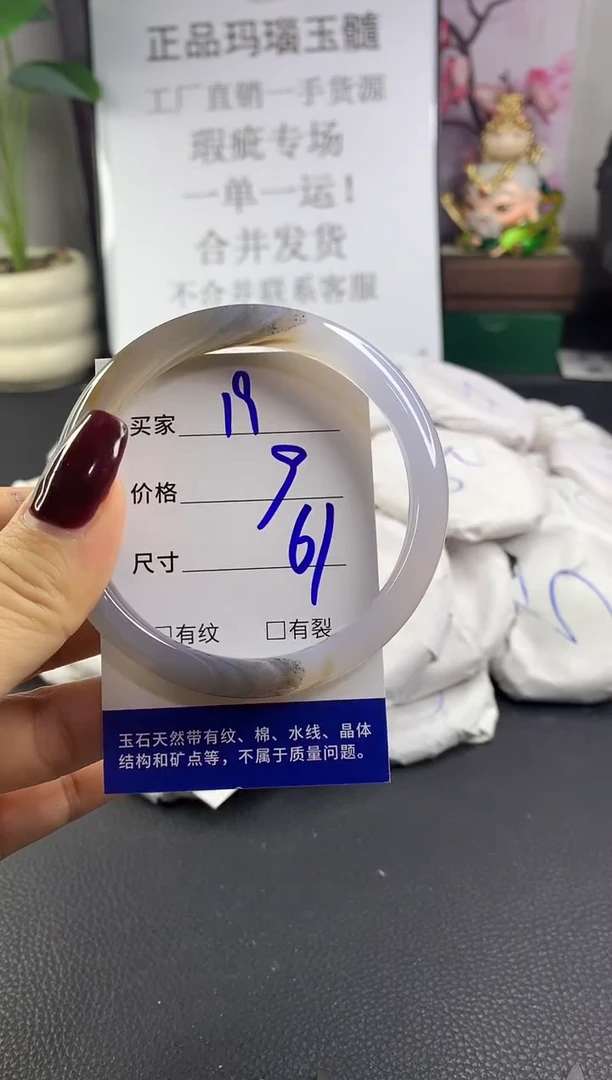 正品玛瑙玉髓
工厂直销一手货源
瑕疵专场
一单一运！
合并发货
不合并联系客服
买家 19
价格 9
尺寸 61
□有纹 □有裂
玉石天然带有纹、棉、水线、晶体
结构和矿点等，不属于质量问题。